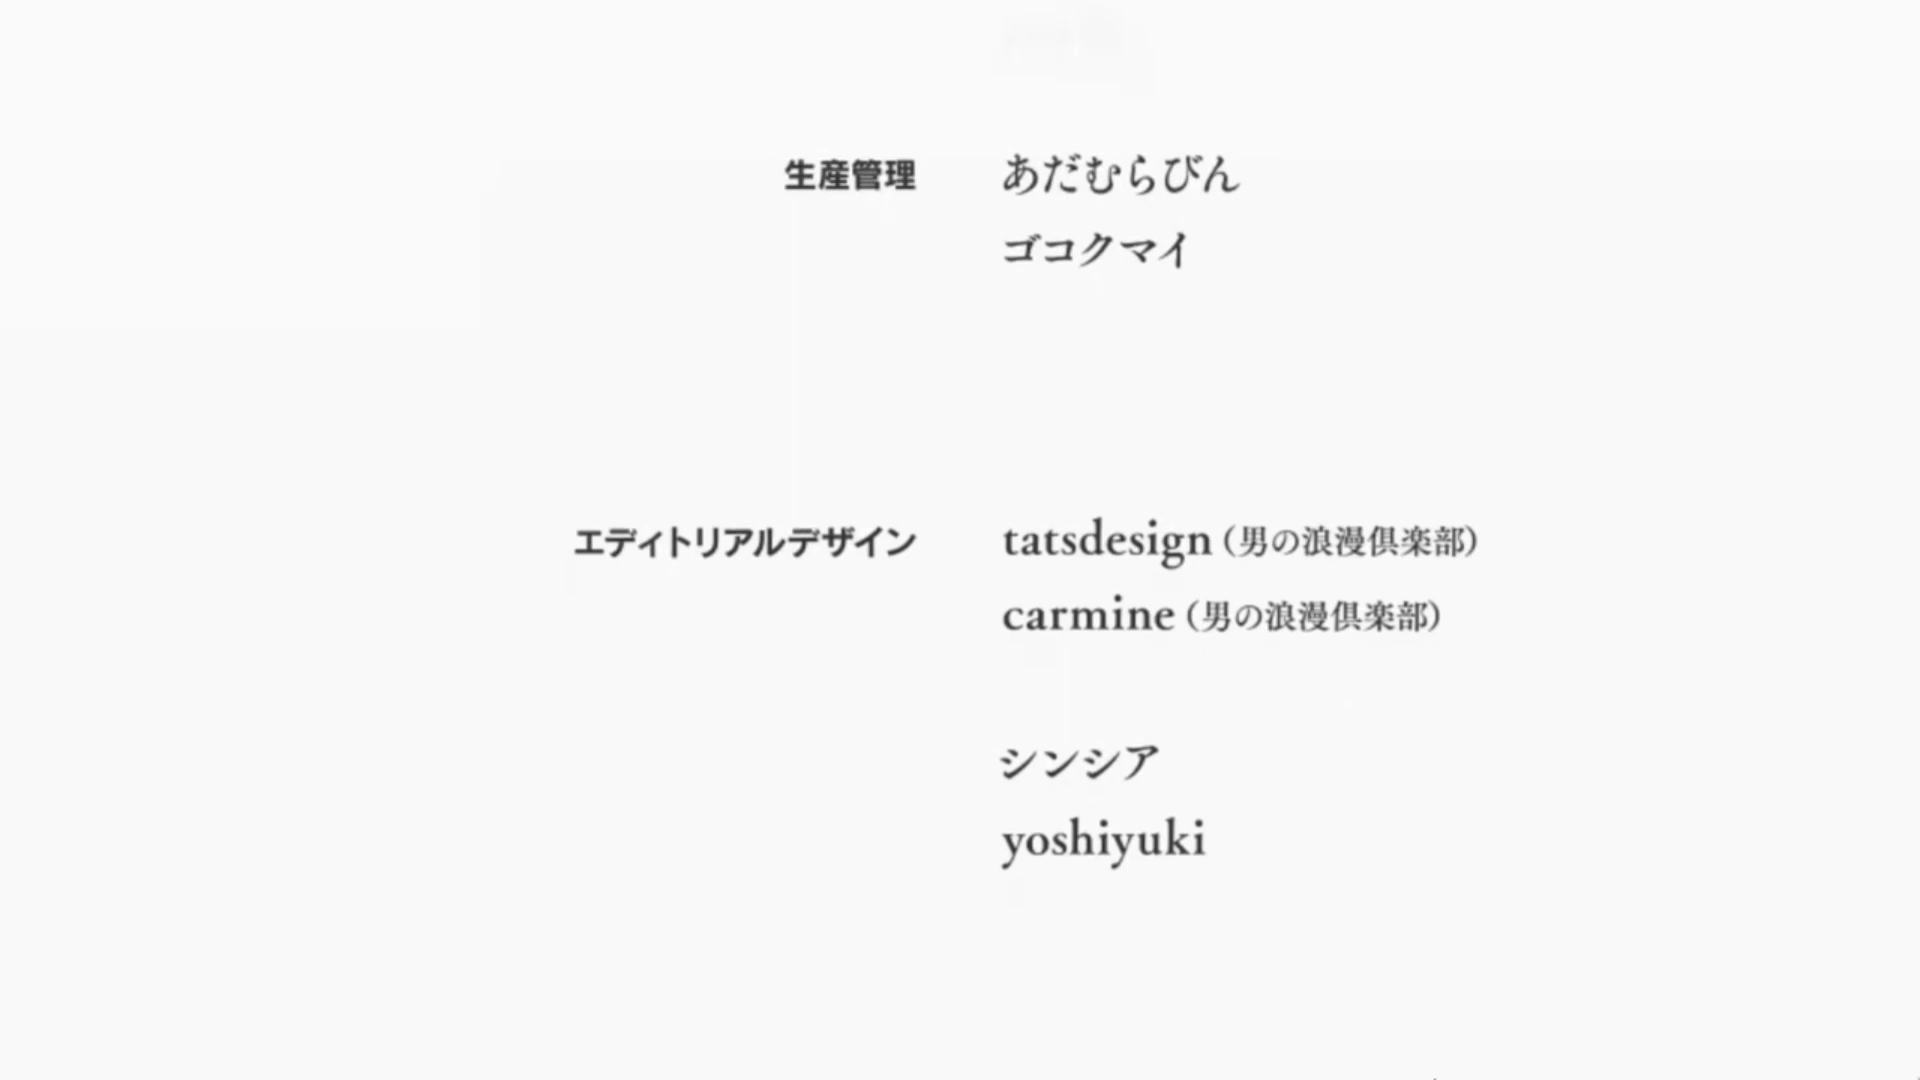 生産管理 あだむらびん
ゴコクマイ
エディトリアルデザイン tatsdesign（男の浪漫倶楽部）
carmine（男の浪漫倶楽部）
シンシア
yoshiyuki